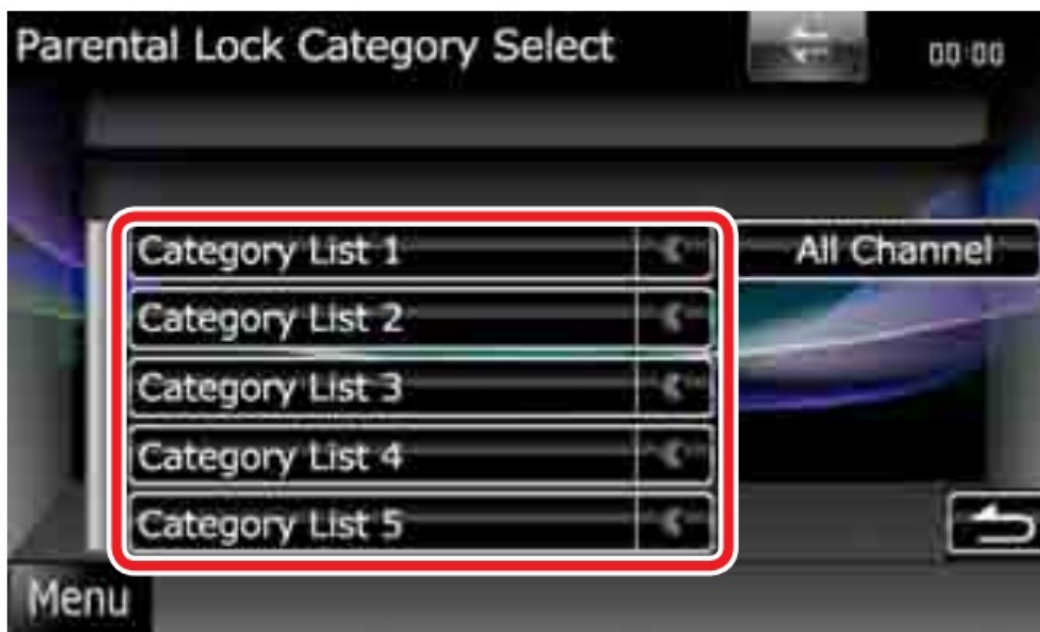 Parental Lock Category Select
00:00
Category List 1
All Channel
Category List 2
Category List 3
Category List 4
Category List 5
Menu